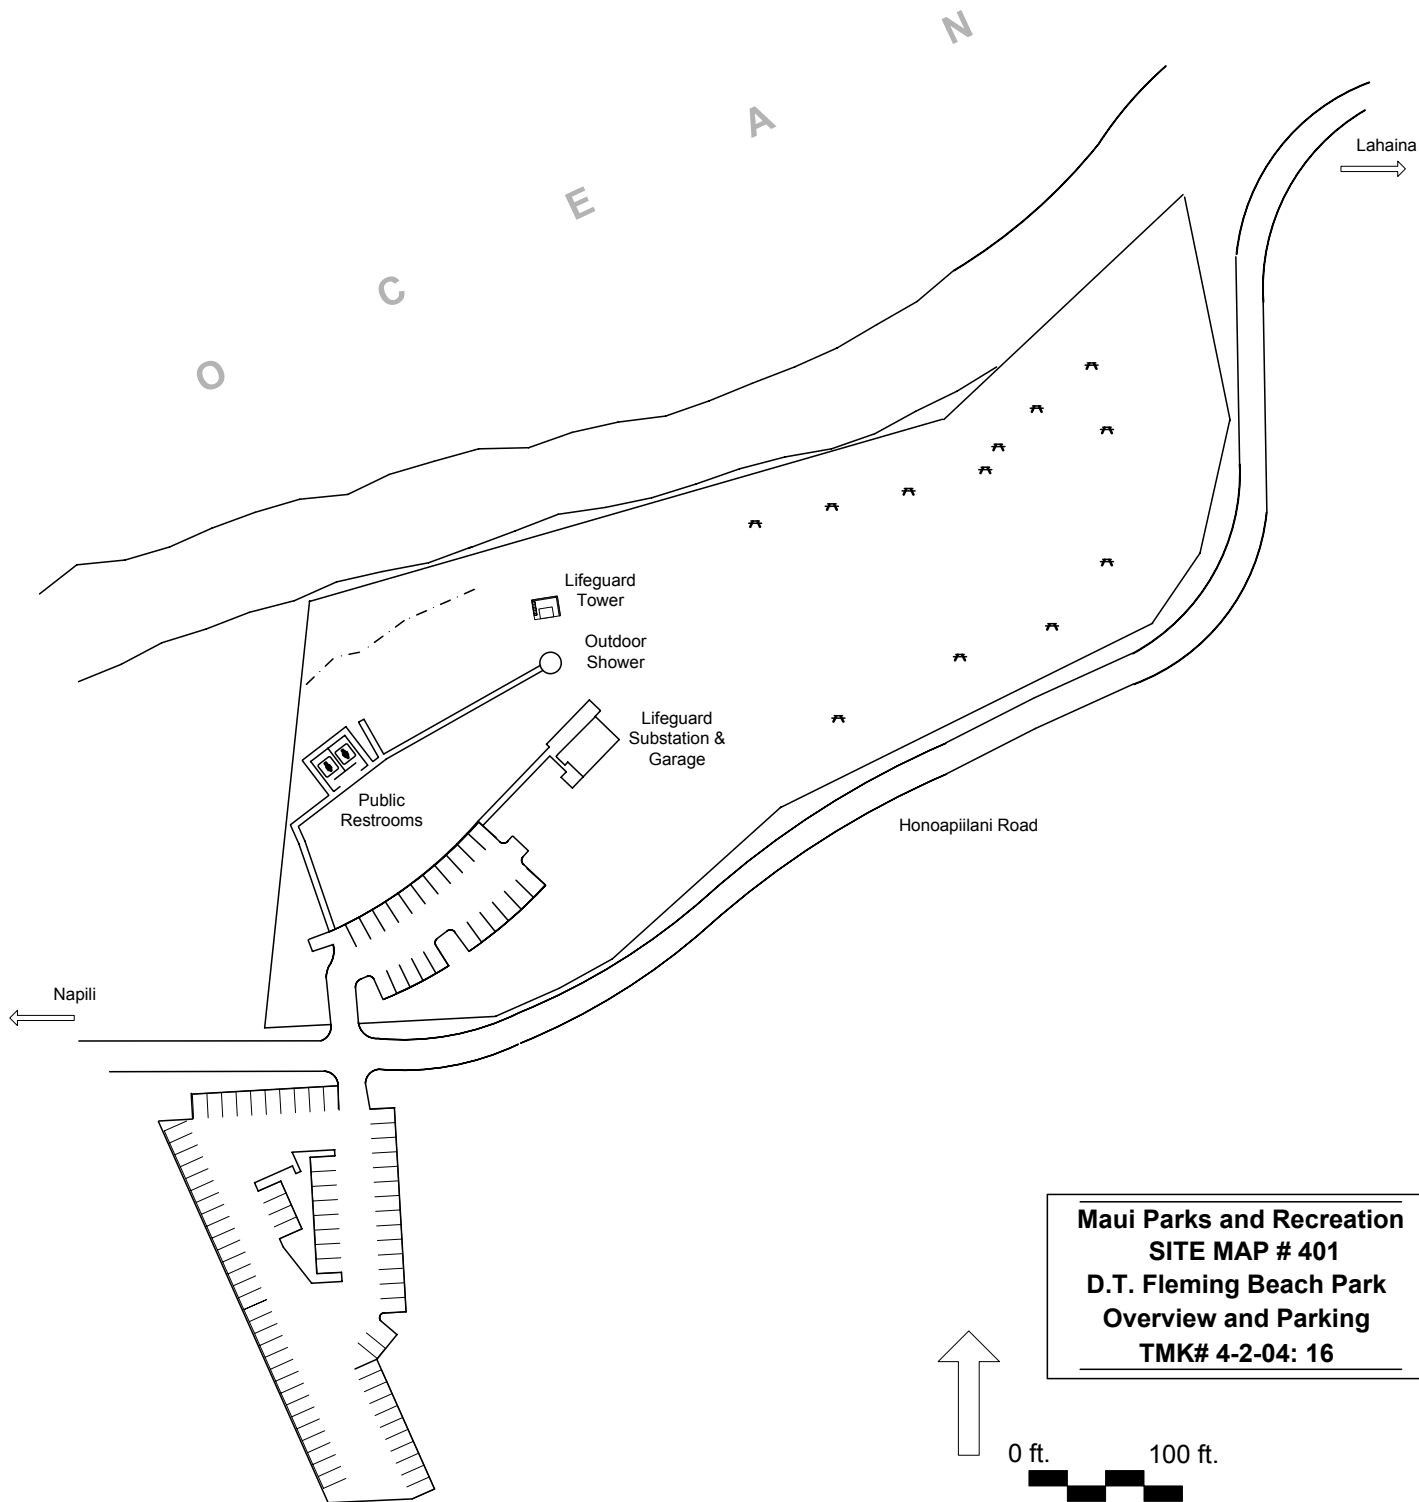 OCEAN
Lahaina
Lifeguard
Tower
Outdoor
Shower
Lifeguard
Substation &
Garage
Public
Restrooms
Honoapiilani Road
Napili
Maui Parks and Recreation
SITE MAP # 401
D.T. Fleming Beach Park
Overview and Parking
TMK# 4-2-04: 16
0 ft. 100 ft.